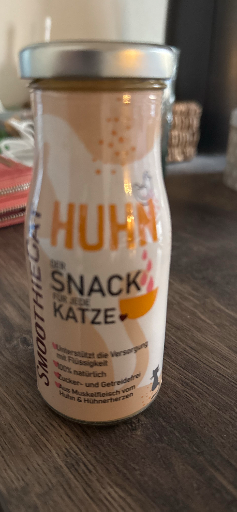 SMOOTHIECAT
HUHN
DER
SNACK
FÜR JEDE
KATZE
Unterstützt die Versorgung
mit Flüssigkeit
100% natürlich
Zucker- und Getreidefrei
Aus Muskelfleisch vom
Huhn & Hühnerherzen